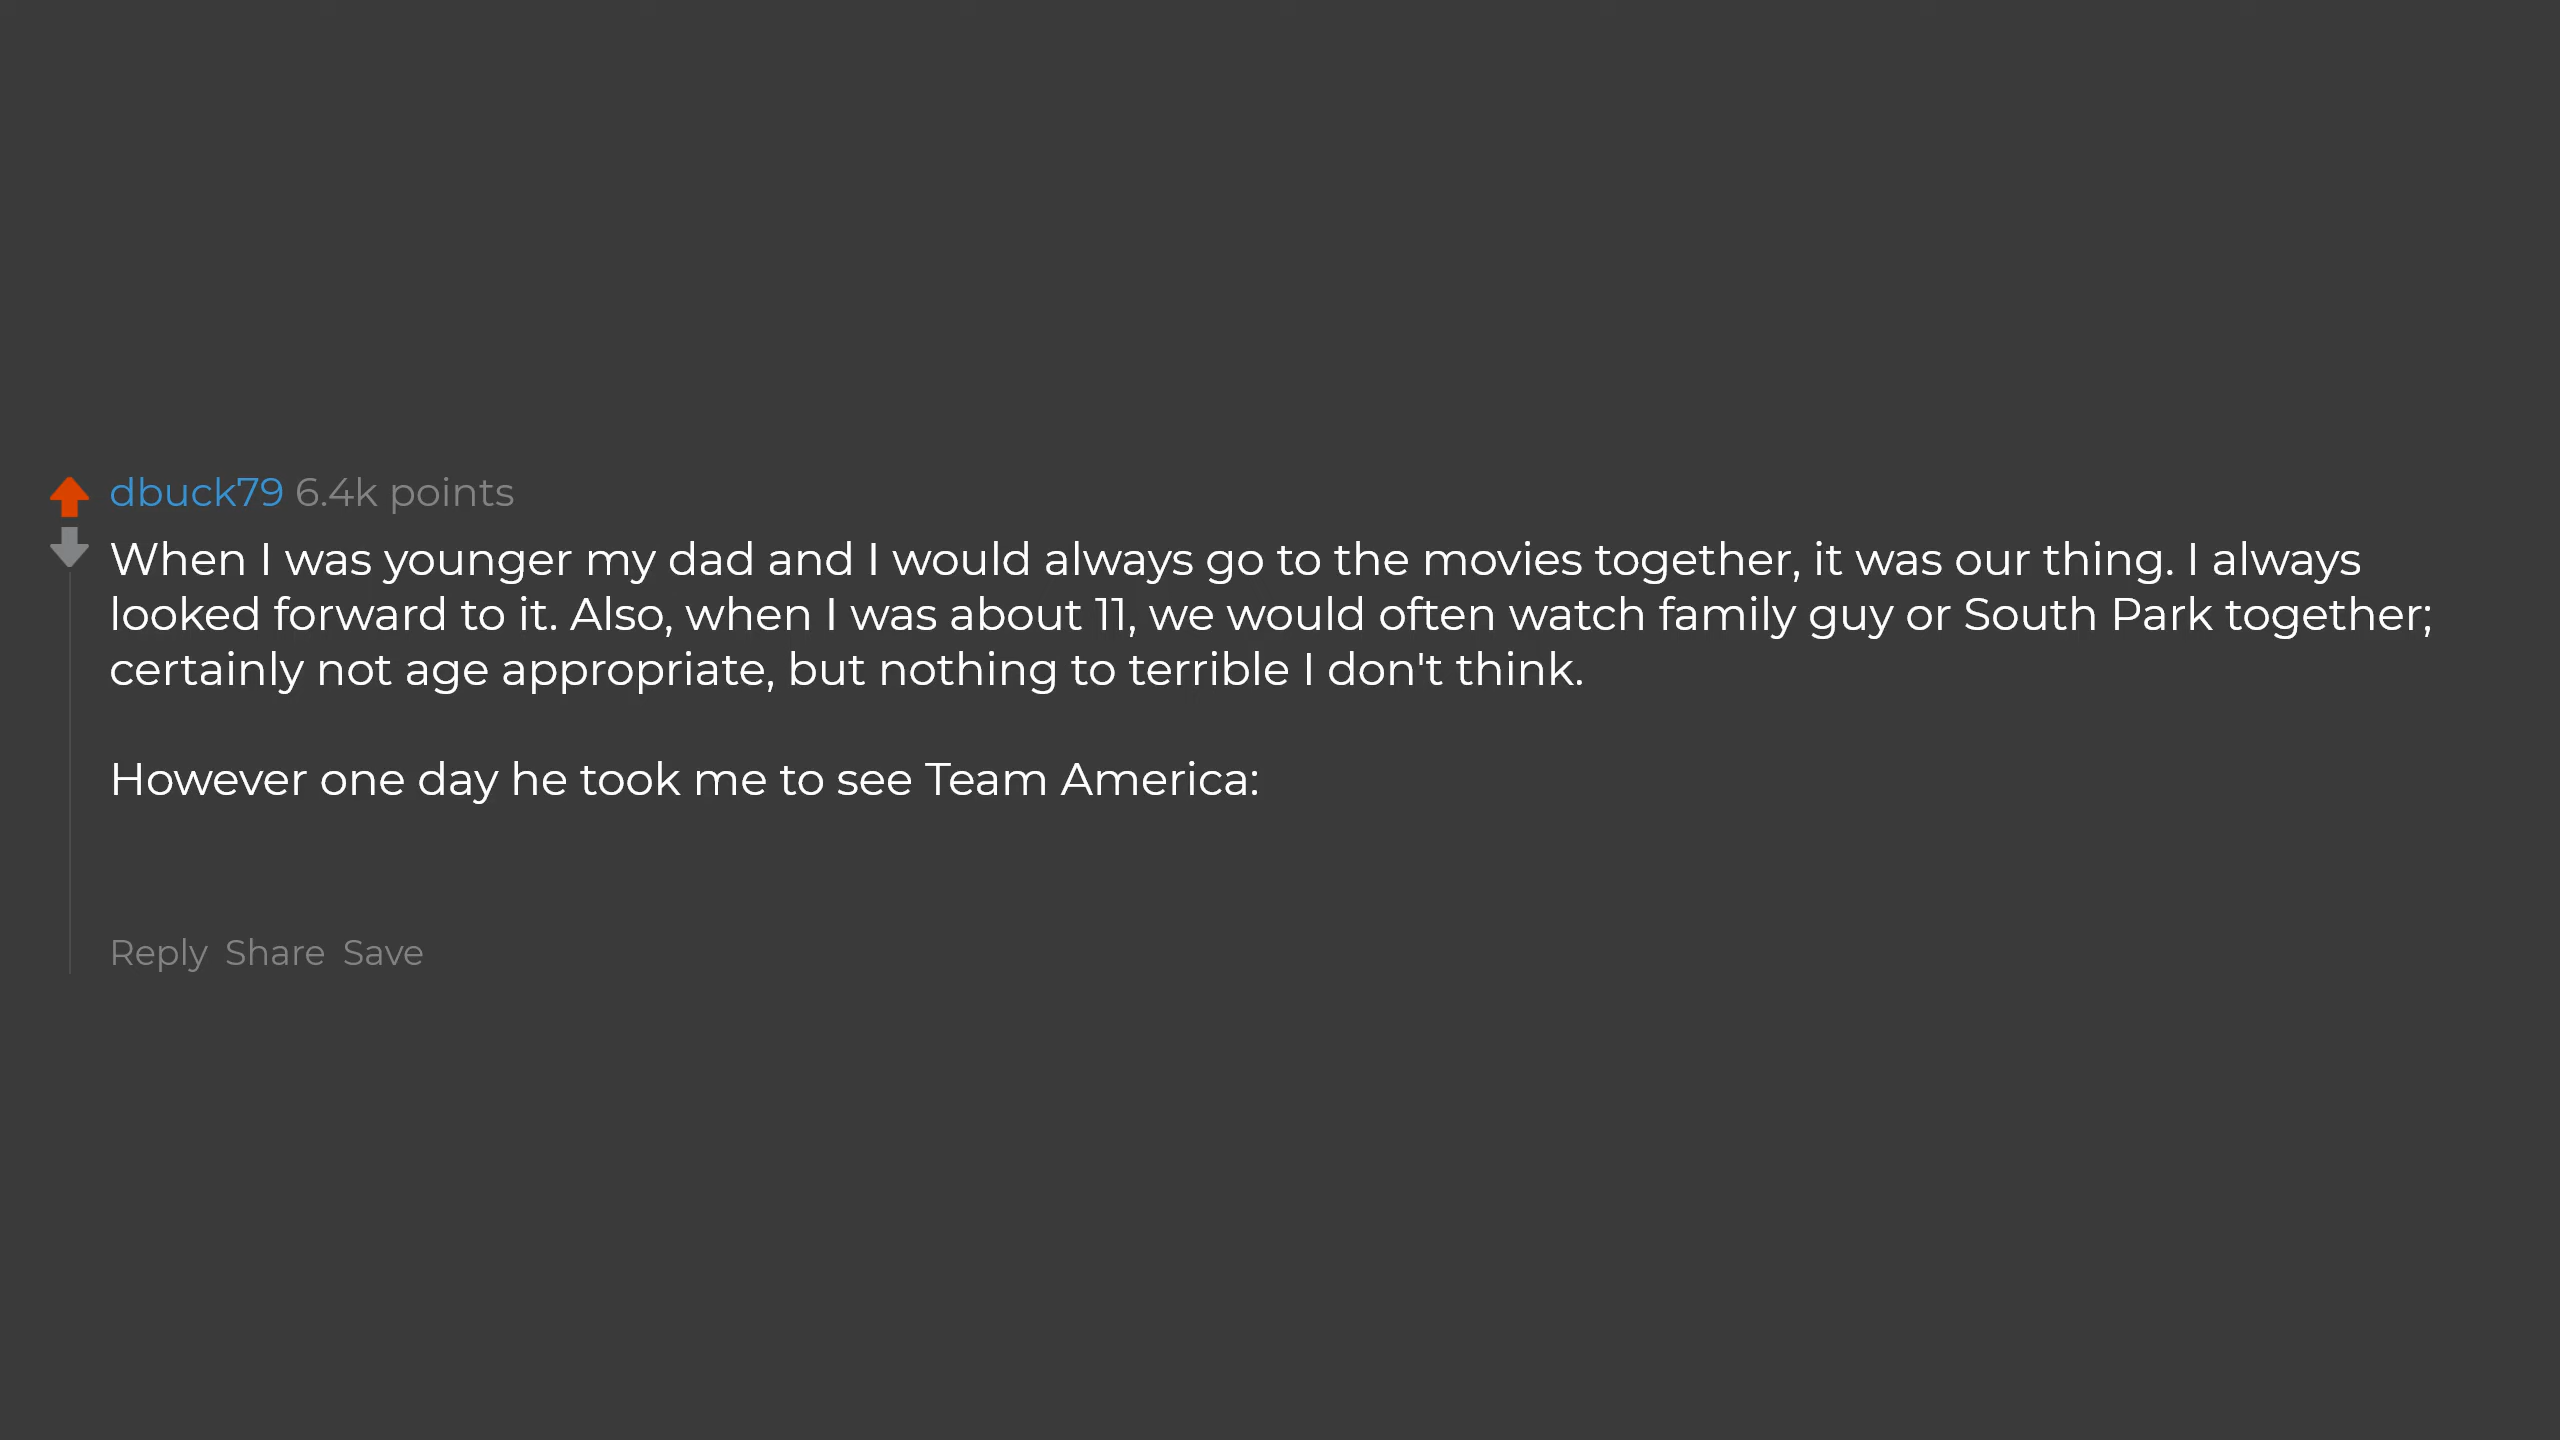 dbuck79 6.4k points
When I was younger my dad and I would always go to the movies together, it was our thing. I always
looked forward to it. Also, when I was about 11, we would often watch family guy or South Park together;
certainly not age appropriate, but nothing to terrible I don't think.
However one day he took me to see Team America:
Reply Share Save